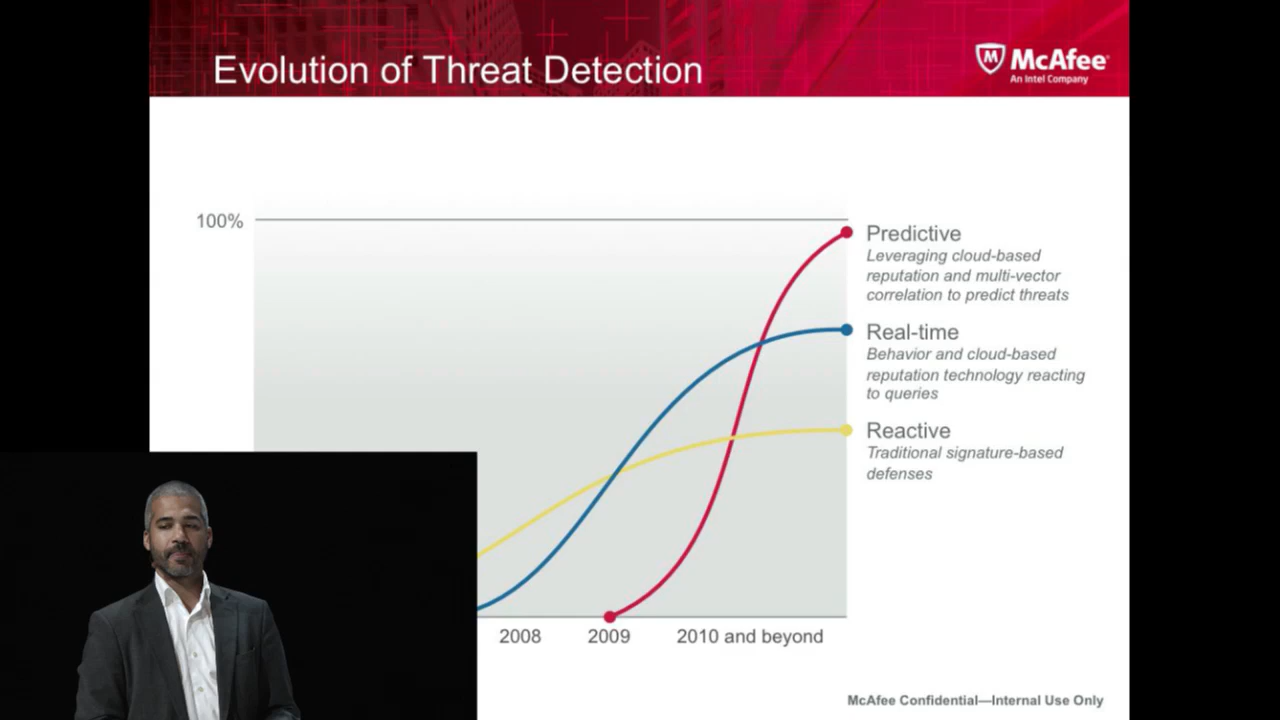 Evolution of Threat Detection
McAfee
An Intel Company
100%
Predictive
Leveraging cloud-based
reputation and multi-vector
correlation to predict threats
Real-time
Behavior and cloud-based
reputation technology reacting
to queries
Reactive
Traditional signature-based
defenses
2008 2009 2010 and beyond
McAfee Confidential—Internal Use Only